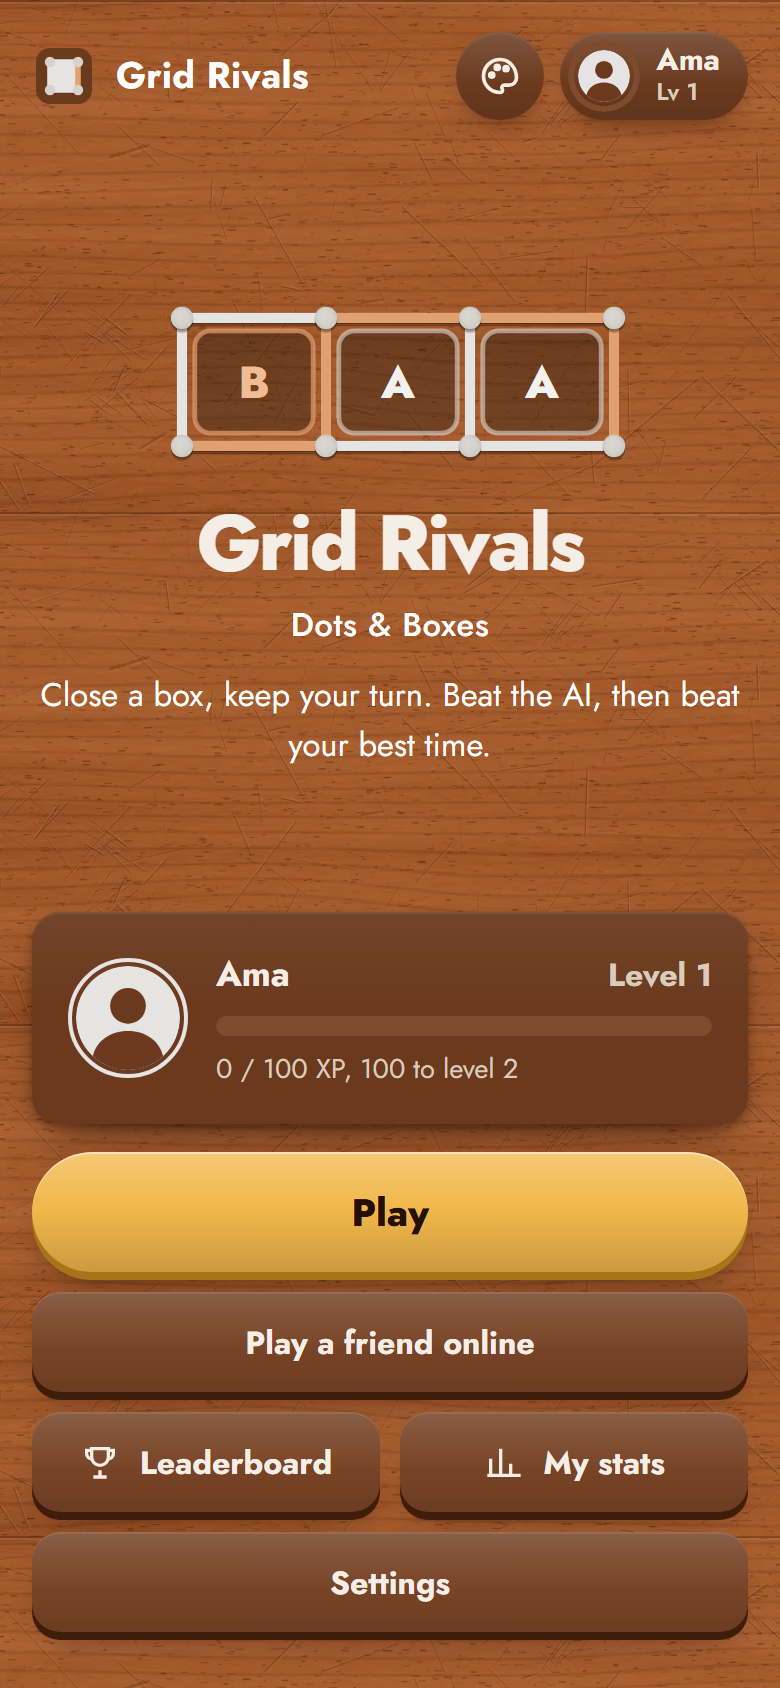 Grid Rivals
Ama
Lv 1
B A A
Grid Rivals
Dots & Boxes
Close a box, keep your turn. Beat the AI, then beat
your best time.
Ama
Level 1
0 / 100 XP, 100 to level 2
Play
Play a friend online
Leaderboard
My stats
Settings